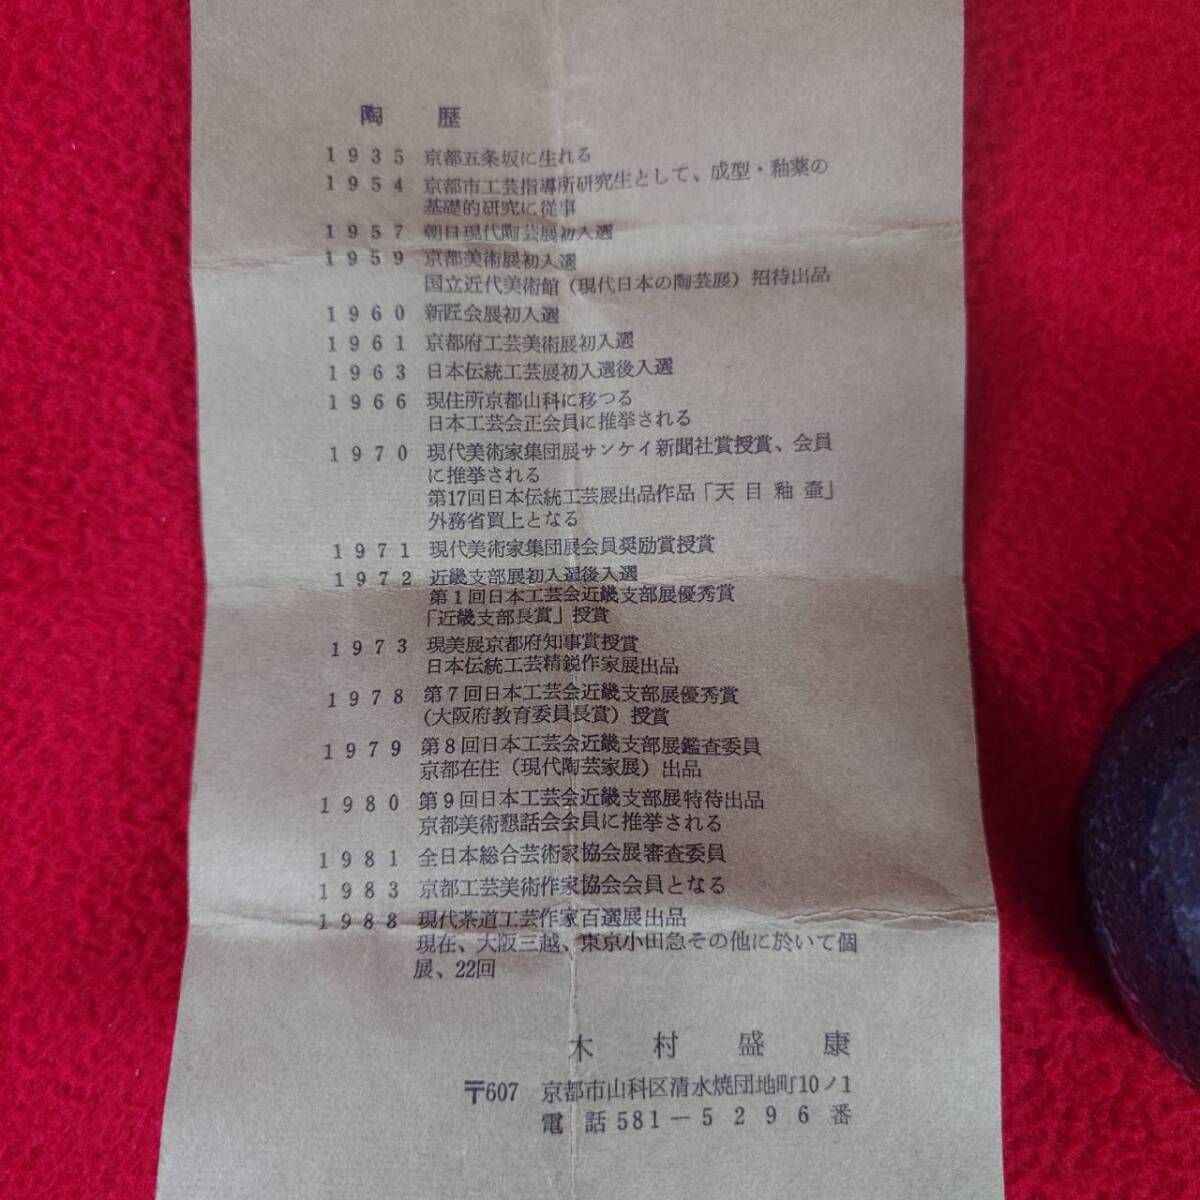 陶歴
1935 京都五条坂に生れる
1954 京都市工芸指導所研究生として、成型・釉薬の
基礎的研究に従事
1957 朝日現代陶芸展初入選
1959 京都美術展初入選
国立近代美術館（現代日本の陶芸展）招待出品
1960 新匠会展初入選
1961 京都府工芸美術展初入選
1963 日本伝統工芸展初入選後入選
1966 現住所京都山科に移つる
日本工芸会正会員に推挙される
1970 現代美術家集団展サンケイ新聞社賞授賞、会員
に推挙される
第17回日本伝統工芸展出品作品「天目釉壷」
外務省買上となる
1971 現代美術家集団展会員奨励賞授賞
1972 近畿支部展初入選後入選
第1回日本工芸会近畿支部展優秀賞
「近畿支部長賞」授賞
1973 現美展京都府知事賞授賞
日本伝統工芸精鋭作家展出品
1978 第7回日本工芸会近畿支部展優秀賞
（大阪府教育委員長賞）授賞
1979 第8回日本工芸会近畿支部展鑑査委員
京都在住（現代陶芸家展）出品
1980 第9回日本工芸会近畿支部展特待出品
京都美術懇話会会員に推挙される
1981 全日本総合芸術家協会展審査委員
1983 京都工芸美術作家協会会員となる
1988 現代茶道工芸作家百選展出品
現在、大阪三越、東京小田急その他に於いて個
展、22回
木村盛康
〒607 京都市山科区清水焼団地町10ノ1
電話581-5296番